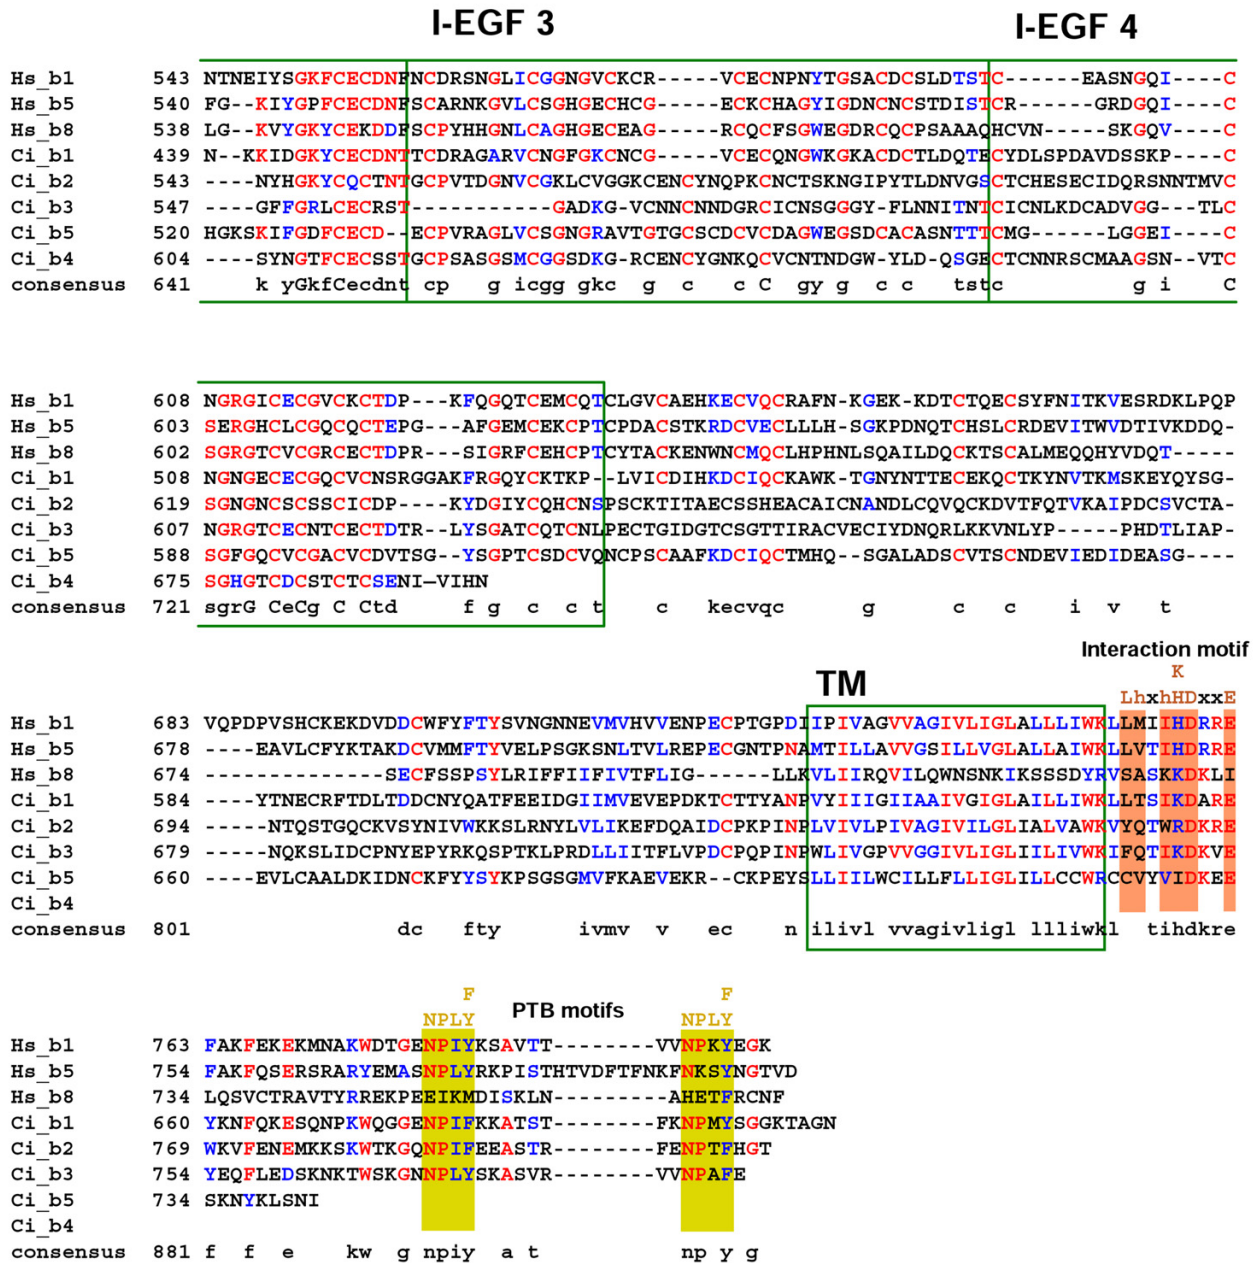 I-EGF 3 I-EGF 4
Hs_b1 543 NTNEIYSGKFCECDNFNCDRSNGLICGGNGVCKCR-----VCECNPNYTGSACDCSLDTSTC------EASNGQI----C
Hs_b5 540 FG--KIYGPFCECDNFSCARNKGVLCSGHGECHCG-----ECKCHAGYIGDNCNCSTDISTCR------GRDGQI----C
Hs_b8 538 LG--KVYGKYCEKDDFSCPYHHGNLCAGHGECEAG-----RCQCFSGWEGDRCQCPSAAAQHCVN-----SKGQV----C
Ci_b1 439 N--KKIDGKYCECDNTTCDRAGARVCNGFGKCNCG-----VCECQNGWKGKACDCTLDQTECYDLSPDAVDSSKP----C
Ci_b2 543 ----NYHGKYCQCTNTGCPVTDGNVCGKLCVGGKCENCYNQPKCNCTSKNGIPYTLDNVGSCTCHESECIDQRSNNTMVC
Ci_b3 547 ----GFFGRLCECRST-----------GADKG-VCNNCNNDGRCICNSGGGY-FLNNITNTCICNLKDCADVGG---TLC
Ci_b5 520 HGKSKIFGDFCECD--ECPVRAGLVCSGNGRAVTGTGCSCDCVCDAGWEGSDCACASNTTTCMG------LGGEI----C
Ci_b4 604 ----SYNGTFCECSSTGCPSASGSMCGGSDKG-RCENCYGNKQCVCNTNDGW-YLD-QSGECTCNNRSCMAAGSN--VTC
consensus 641 k yGkfCecdnt cp g icgg gkc g c c C gy g c c tstc g i C
Hs_b1 608 NGRGICECGVCKCTDP---KFQGQTCEMCQTCLGVCAEHKECVQCRAFN-KGEK-KDTCTQECSYFNITKVESRDKLPQP
Hs_b5 603 SERGHCLCGQCQCTEPG---AFGEMCEKCPTCPDACSTKRDCVECLLLH-SGKPDNQTCHSLCRDEVITWVDTIVKDDQ-
Hs_b8 602 SGRGTCVCGRCECTDPR---SIGRFCEHCPTCYTACKENWNCMQCLHPHNLSQAILDQCKTSCALMEQQHYVDQT-----
Ci_b1 508 NGNGECECGQCVCNSRGGAKFRGQYCKTKP--LVICDIHKDCIQCKAWK-TGNYNTTECEKQCTKYNVTKMSKEYQYSG-
Ci_b2 619 SGNGNCSCSSCICDP----KYDGIYCQHCNSPSCKTITAECSSHEACAICNANDLCQVQCKDVTFQTVKAIPDCSVCTA-
Ci_b3 607 NGRGTCECNTCECTDTR--LYSGATCQTCNLPECTGIDGTCSGTTIRACVECIYDNQRLKKVNLYP-----PHDTLIAP-
Ci_b5 588 SGFGQCVCGACVCDVTSG--YSGPTCSDCVQNCPSCAAFKDCIQCTMHQ--SGALADSCVTSCNDEVIEDIDEASG----
Ci_b4 675 SGHGTCDCSTCTCSENI–VIHN
consensus 721 sgrG CeCg C Ctd f g c c t c kecvqc g c c i v t
Interaction motif
K
TM LhxhHDxxE
Hs_b1 683 VQPDPVSHCKEKDVDDCWFYFTYSVNGNNEVMVHVVENPECPTGPDIIPIVAGVVAGIVLIGLALLLIWKLLMIIHDRRE
Hs_b5 678 ----EAVLCFYKTAKDCVMMFTYVELPSGKSNLTVLREPECGNTPNAMTILLAVVGSILLVGLALLAIWKLLVTIHDRRE
Hs_b8 674 --------------SECFSSPSYLRIFFIIFIVTFLIG------LLKVLIIRQVILQWNSNKIKSSSDYRVSASKKDKLI
Ci_b1 584 ----YTNECRFTDLTDDCNYQATFEEIDGIIMVEVEPDKTCTTYANPVYIIIGIIAAIVGIGLAILLIWKLLTSIKDARE
Ci_b2 694 -----NTQSTGQCKVSYNIVWKKSLRNYLVLIKEFDQAIDCPKPINPLVIVLPIVAGIVILGLIALVAWKVYQTWRDKRE
Ci_b3 679 -----NQKSLIDCPNYEPYRKQSPTKLPRDLLIITFLVPDCPQPINPWLIVGPVVGGIVLIGLIILIVWKIFQTIKDKVE
Ci_b5 660 ----EVLCAALDKIDNCKFYYSYKPSGSGMVFKAEVEKR--CKPEYSLLIILWCILLFLLIGLILLCCWRCCVYVIDKEE
Ci_b4
consensus 801 dc fty ivmv v ec n ilivl vvagivligl llliwkl tihdkre
F PTB motifs F
NPLY NPLY
Hs_b1 763 FAKFEKEKMNAKWDTGENPIYKSAVTT--------VVNPKYEGK
Hs_b5 754 FAKFQSERSRARYEMASNPLYRKPISTHTVDFTFNKFNKSYNGTVD
Hs_b8 734 LQSVCTRAVTYRREKPEEIKMDISKLN---------AHETFRCNF
Ci_b1 660 YKNFQKESQNPKWQGGENPIFKKATST--------FKNPMYSGGKTAGN
Ci_b2 769 WKVFENEMKKSKWTKGQNPIFEEASTR--------FENPTFHGT
Ci_b3 754 YEQFLEDSKNKTWSKGNNPLYSKASVR--------VVNPAFE
Ci_b5 734 SKNYKLSNI
Ci_b4
consensus 881 f f e kw g npiy a t np y g